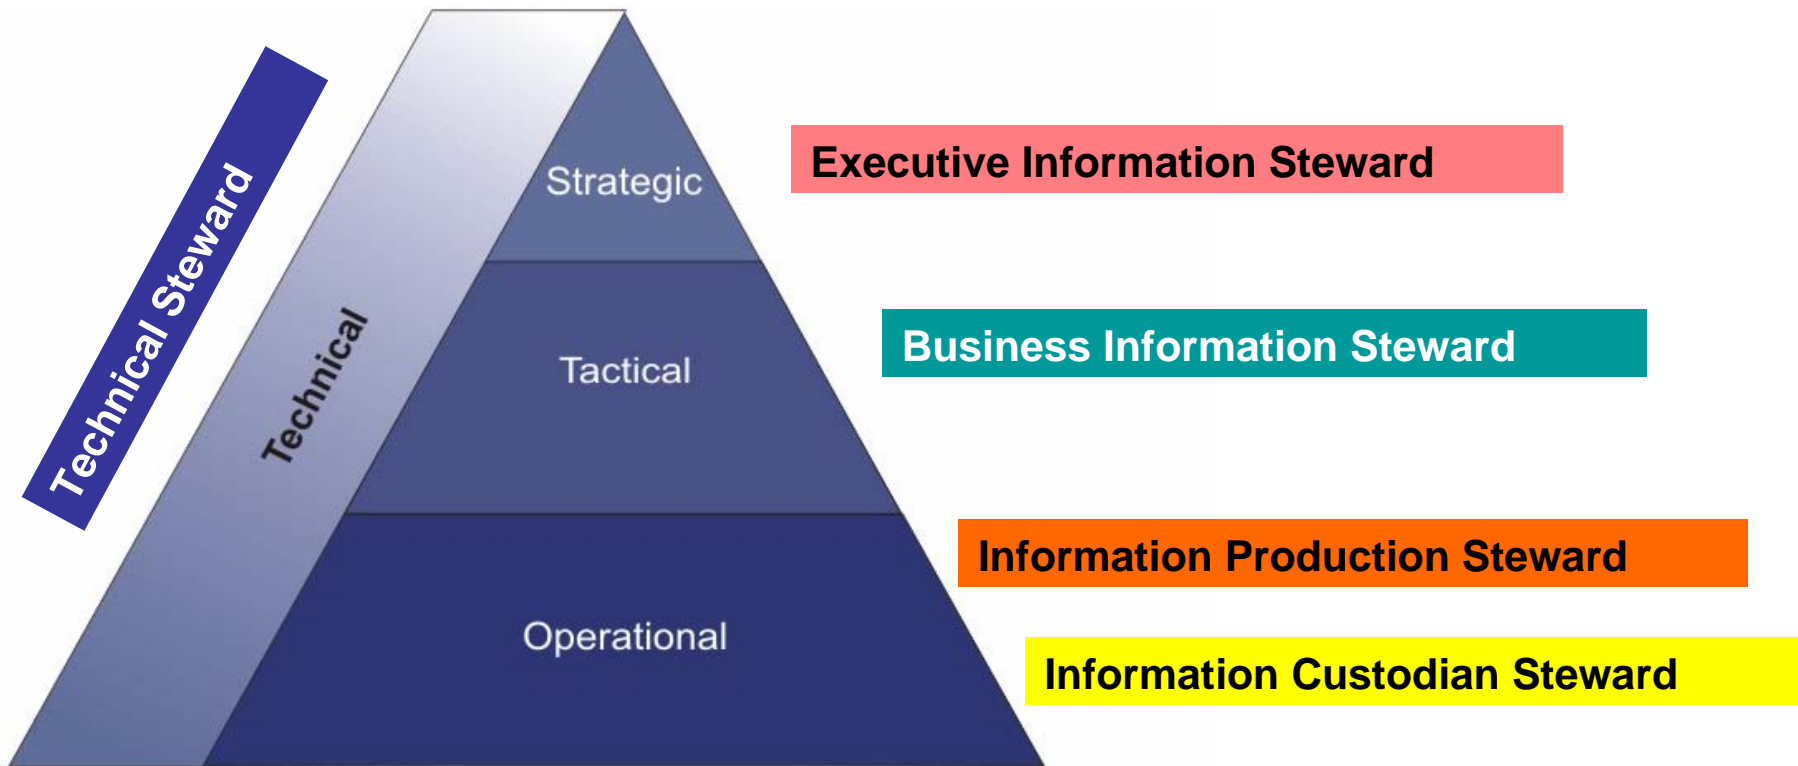 Technical Steward
Technical
Strategic
Executive Information Steward
Tactical
Business Information Steward
Information Production Steward
Operational
Information Custodian Steward